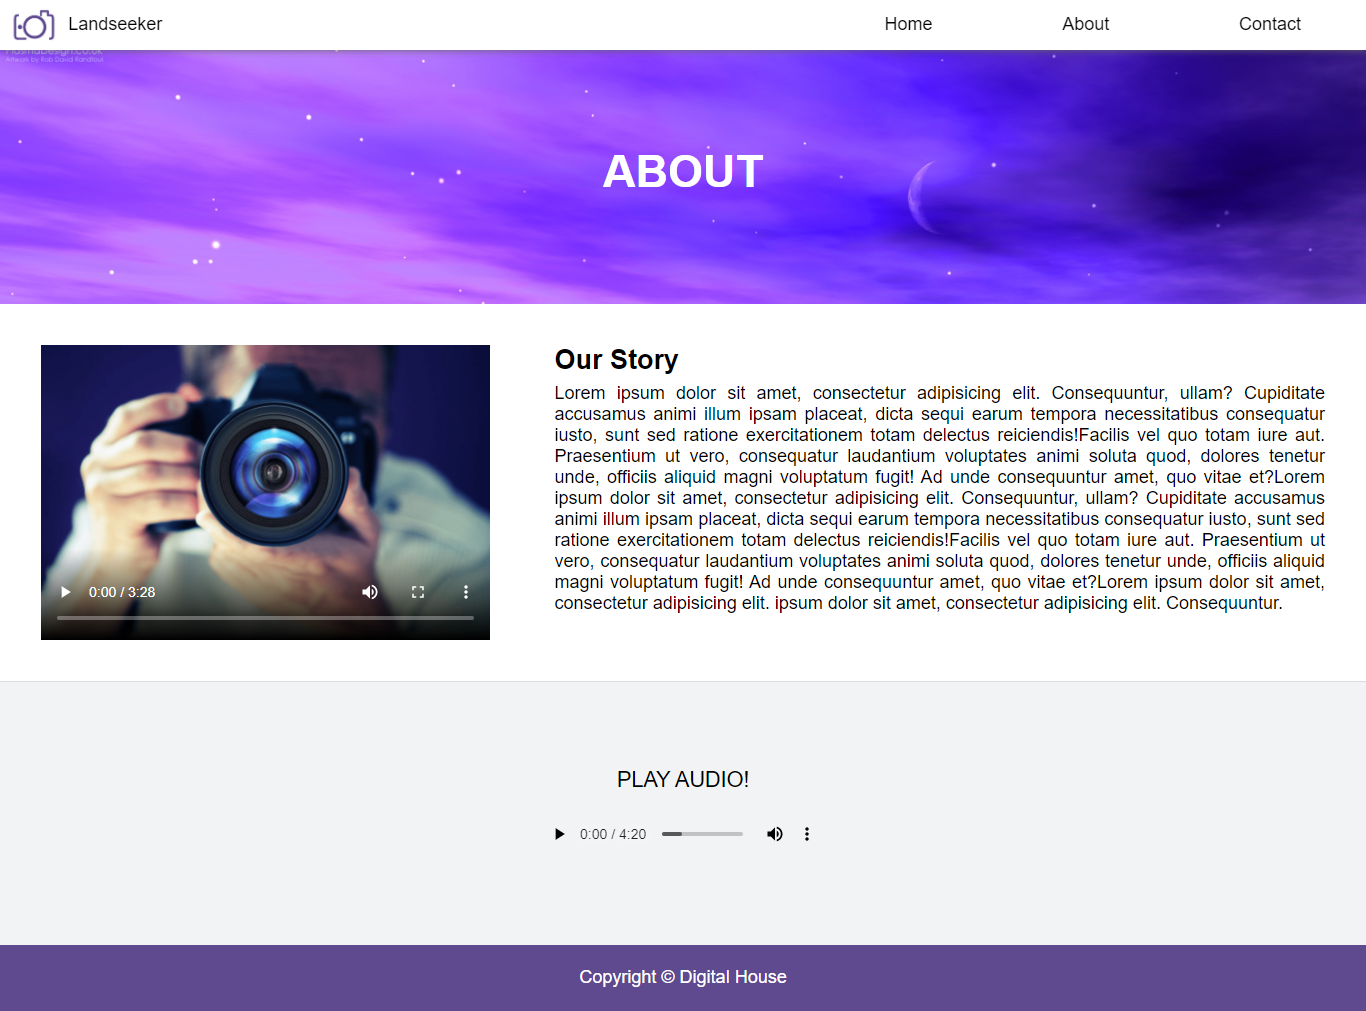 Landseeker
Home
About
Contact
PlasmaDesign.co.uk
Artwork by Rob David Randtoul
ABOUT
Our Story
Lorem ipsum dolor sit amet, consectetur adipisicing elit. Consequuntur, ullam? Cupiditate
accusamus animi illum ipsam placeat, dicta sequi earum tempora necessitatibus consequatur
iusto, sunt sed ratione exercitationem totam delectus reiciendis!Facilis vel quo totam iure aut.
Praesentium ut vero, consequatur laudantium voluptates animi soluta quod, dolores tenetur
unde, officiis aliquid magni voluptatum fugit! Ad unde consequuntur amet, quo vitae et?Lorem
ipsum dolor sit amet, consectetur adipisicing elit. Consequuntur, ullam? Cupiditate accusamus
animi illum ipsam placeat, dicta sequi earum tempora necessitatibus consequatur iusto, sunt sed
ratione exercitationem totam delectus reiciendis!Facilis vel quo totam iure aut. Praesentium ut
vero, consequatur laudantium voluptates animi soluta quod, dolores tenetur unde, officiis aliquid
magni voluptatum fugit! Ad unde consequuntur amet, quo vitae et?Lorem ipsum dolor sit amet,
consectetur adipisicing elit. ipsum dolor sit amet, consectetur adipisicing elit. Consequuntur.
0:00 / 3:28
PLAY AUDIO!
0:00 / 4:20
Copyright © Digital House